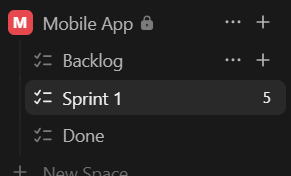 M Mobile App
Backlog
Sprint 1 5
Done
New Space